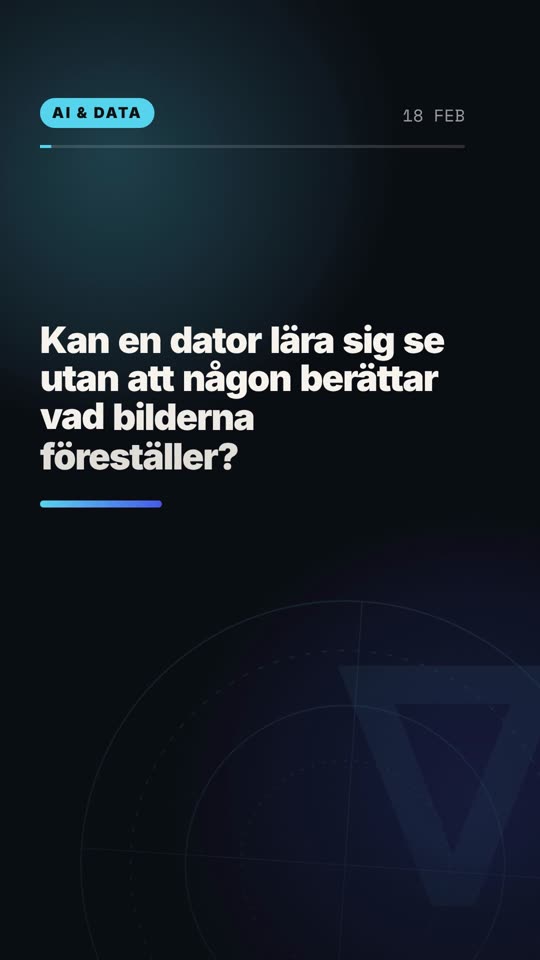 AI & DATA
18 FEB
Kan en dator lära sig se
utan att någon berättar
vad bilderna
föreställer?